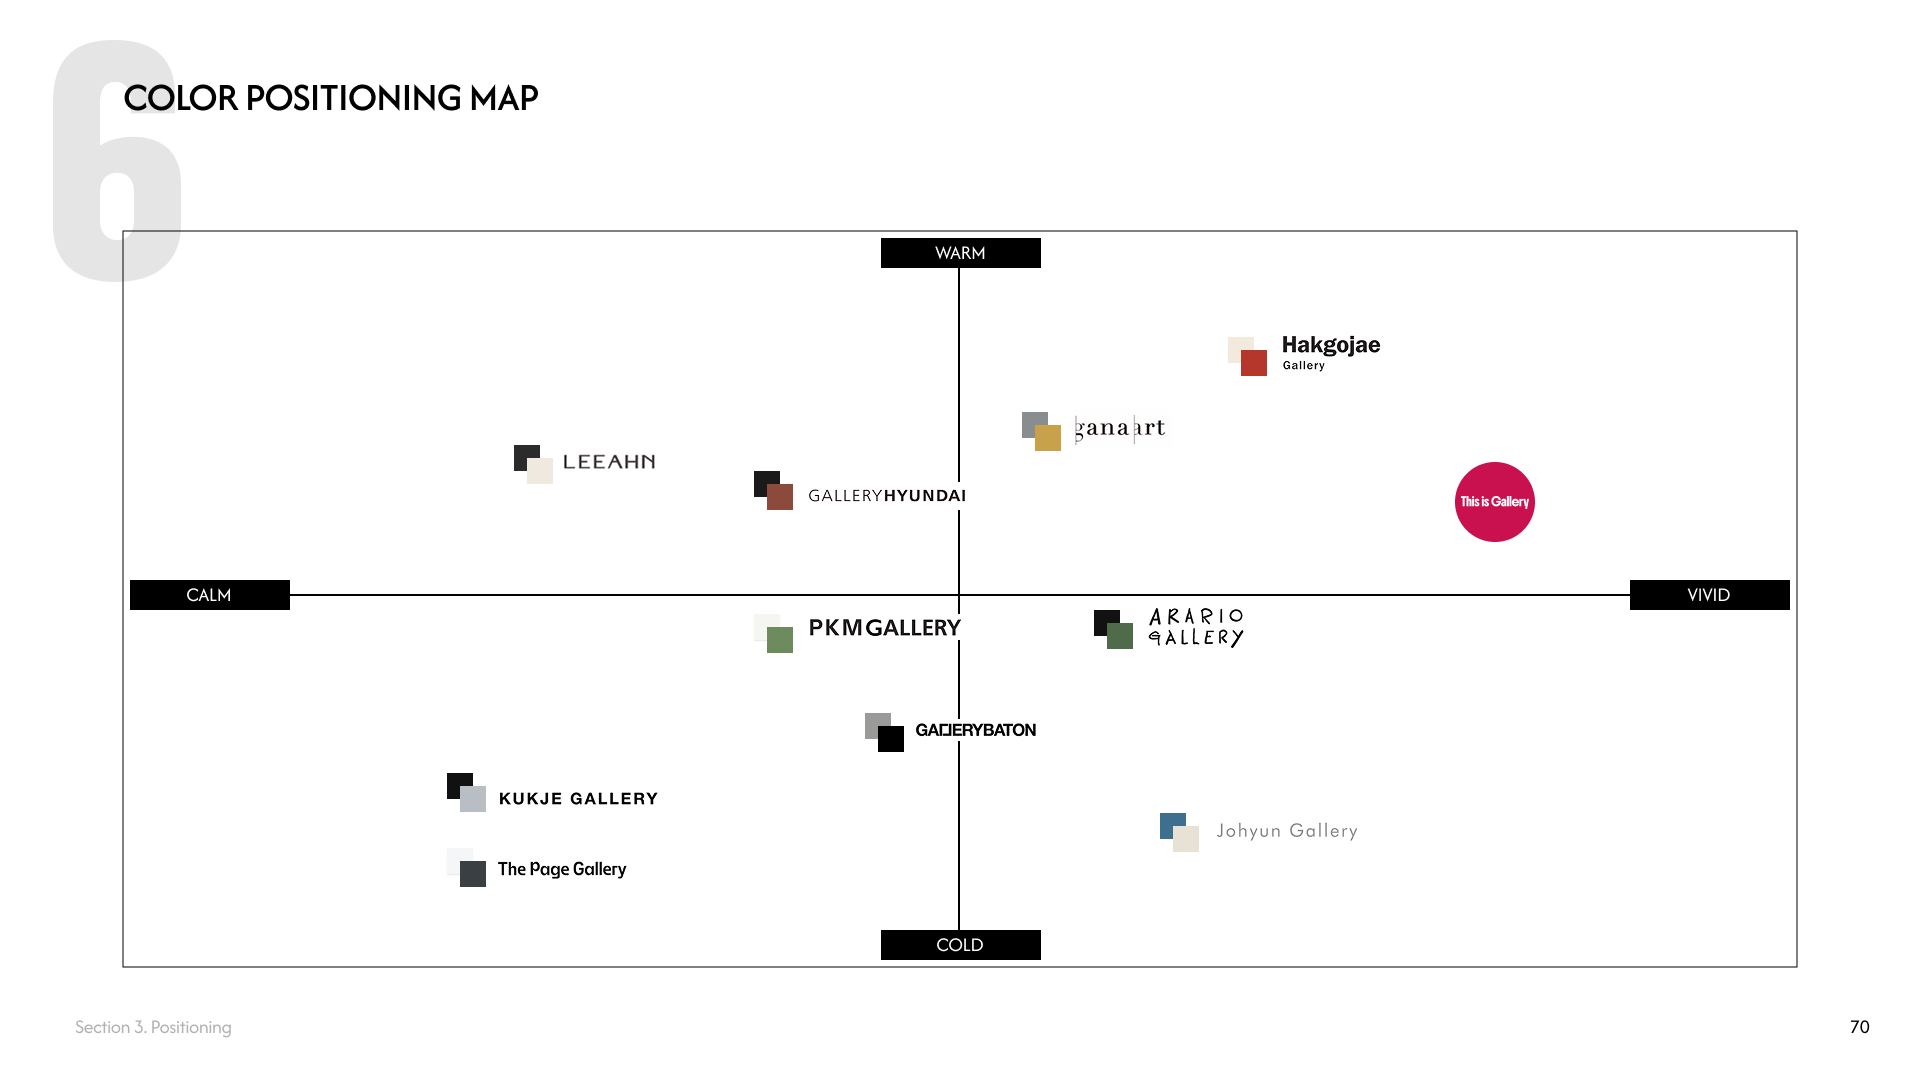 6
COLOR POSITIONING MAP
WARM
Hakgojae
Gallery
ganaart
LEEAHN
GALLERYHYUNDAI
This is Gallery
CALM
VIVID
PKMGALLERY
ARARIO
GALLERY
GALLERYBATON
KUKJE GALLERY
Johyun Gallery
The Page Gallery
COLD
Section 3. Positioning
70